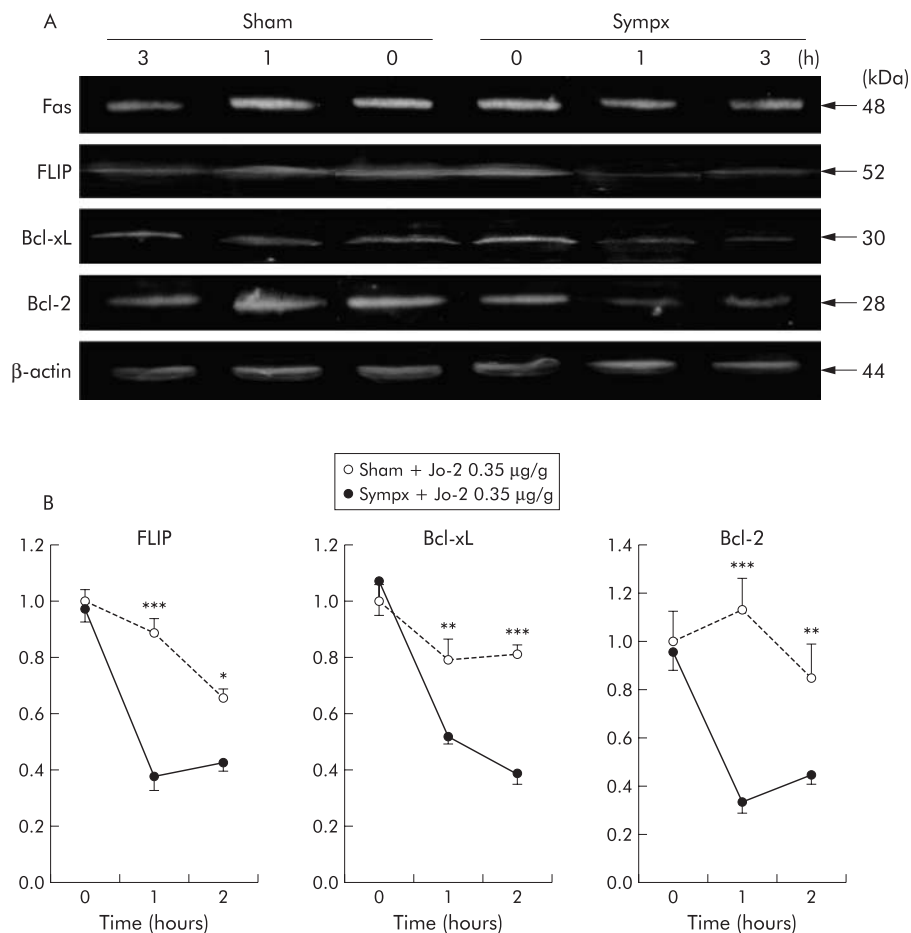 A
Sham Sympx
3 1 0 0 1 3 (h)
(kDa)
Fas 48
FLIP 52
Bcl-xL 30
Bcl-2 28
β-actin 44
Sham + Jo-2 0.35 μg/g
Sympx + Jo-2 0.35 μg/g
B
FLIP
1.2
1.0
0.8
0.6
0.4
0.2
0.0
***
*
0 1 2
Time (hours)
Bcl-xL
1.2
1.0
0.8
0.6
0.4
0.2
0.0
**
***
0 1 2
Time (hours)
Bcl-2
1.4
1.2
1.0
0.8
0.6
0.4
0.2
0.0
***
**
0 1 2
Time (hours)